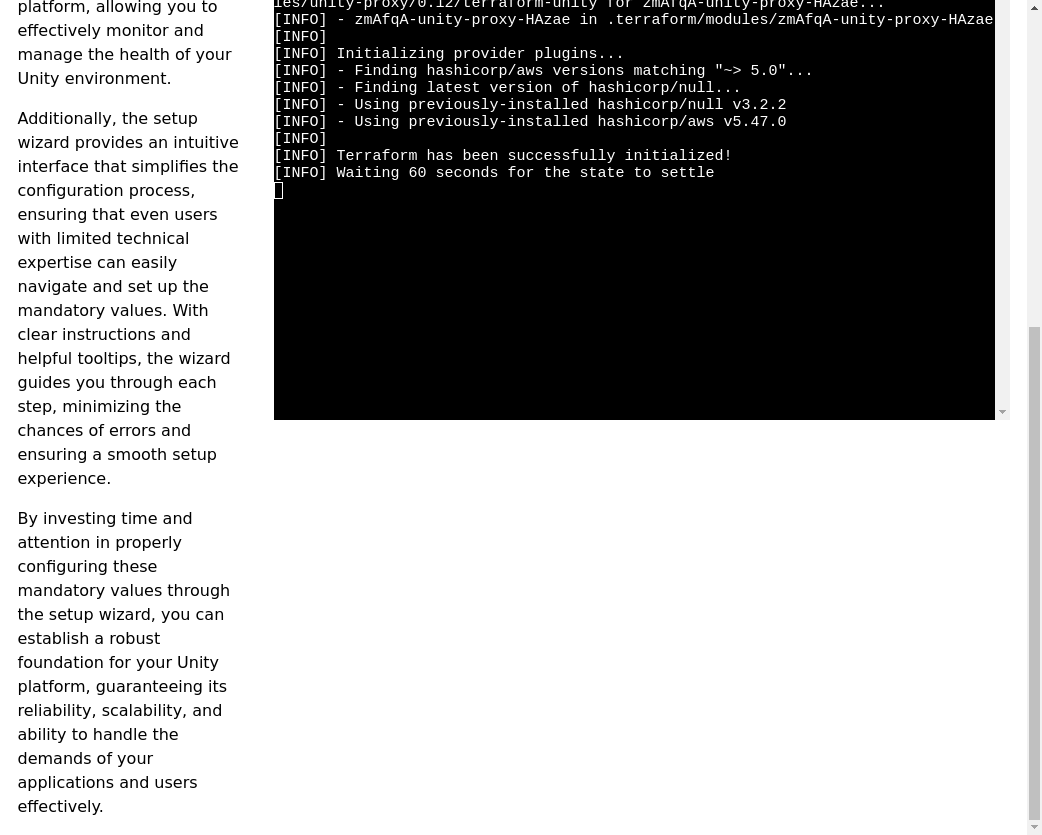 platform, allowing you to
effectively monitor and
manage the health of your
Unity environment.
Additionally, the setup
wizard provides an intuitive
interface that simplifies the
configuration process,
ensuring that even users
with limited technical
expertise can easily
navigate and set up the
mandatory values. With
clear instructions and
helpful tooltips, the wizard
guides you through each
step, minimizing the
chances of errors and
ensuring a smooth setup
experience.
By investing time and
attention in properly
configuring these
mandatory values through
the setup wizard, you can
establish a robust
foundation for your Unity
platform, guaranteeing its
reliability, scalability, and
ability to handle the
demands of your
applications and users
effectively.
les/unity-proxy/0.12/terraform-unity for zmAfqA-unity-proxy-HAzae...
[INFO] - zmAfqA-unity-proxy-HAzae in .terraform/modules/zmAfqA-unity-proxy-HAzae
[INFO]
[INFO] Initializing provider plugins...
[INFO] - Finding hashicorp/aws versions matching "~> 5.0"...
[INFO] - Finding latest version of hashicorp/null...
[INFO] - Using previously-installed hashicorp/null v3.2.2
[INFO] - Using previously-installed hashicorp/aws v5.47.0
[INFO]
[INFO] Terraform has been successfully initialized!
[INFO] Waiting 60 seconds for the state to settle